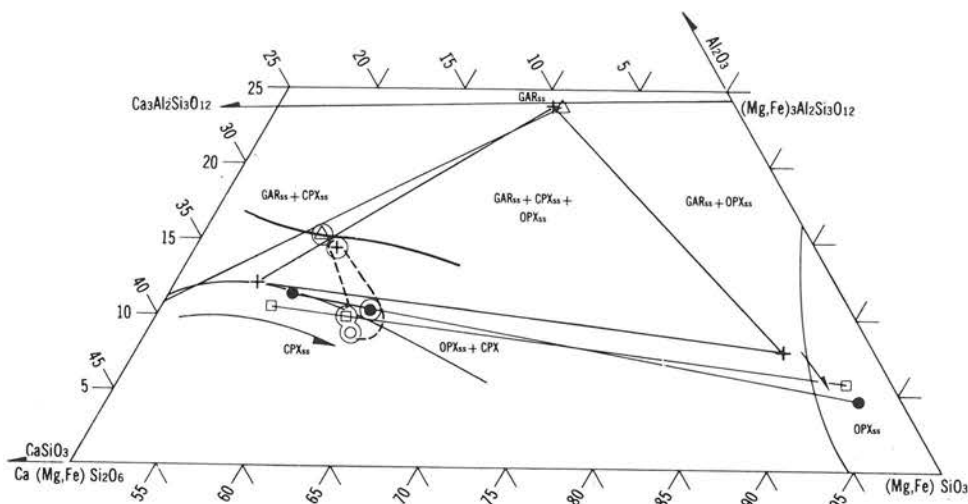 Al₂O₃
25 20 15 10 5
25
Ca₃Al₂Si₃O₁₂
GARss
(Mg,Fe)₃Al₂Si₃O₁₂
30
20
GARss + CPXss
GARss + CPXss +
OPXss
GARss + OPXss
35
15
40
10
CPXss
OPXss + CPX
45
5
OPXss
CaSiO₃
Ca (Mg,Fe) Si₂O₆
(Mg,Fe) SiO₃
55 60 65 70 75 80 85 90 95